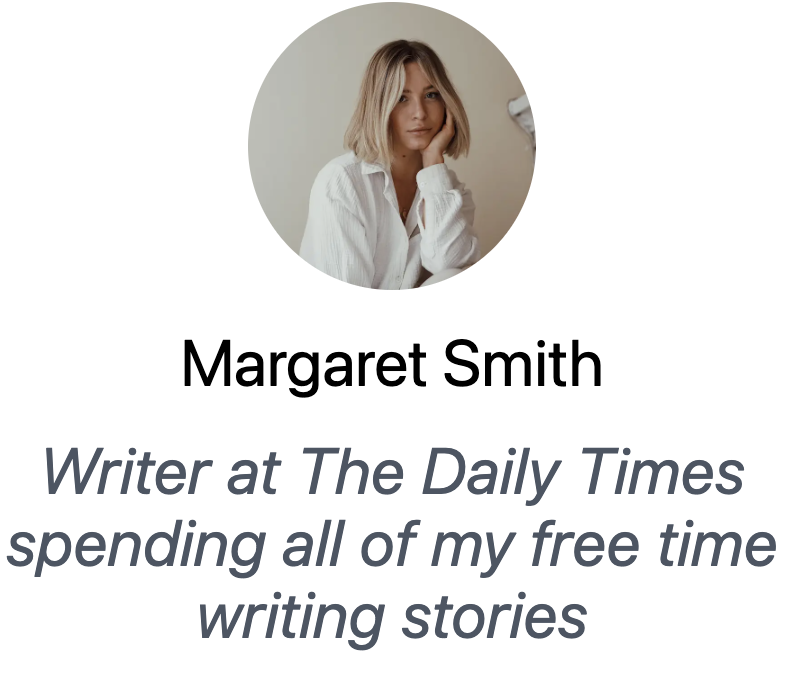 Margaret Smith
Writer at The Daily Times
spending all of my free time
writing stories